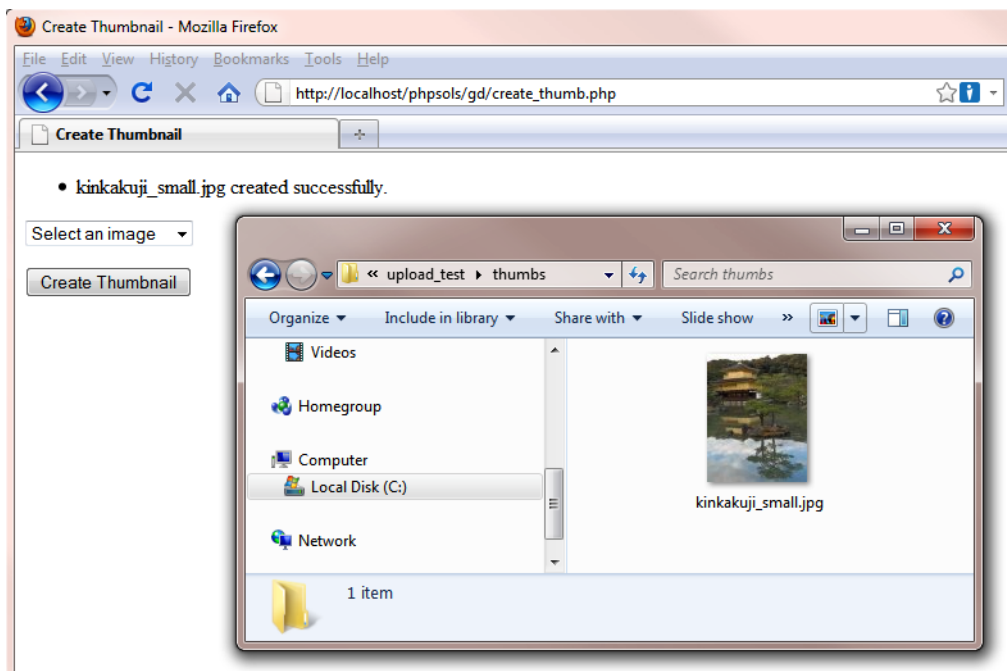 Create Thumbnail - Mozilla Firefox
File Edit View History Bookmarks Tools Help
http://localhost/phpsols/gd/create_thumb.php
Create Thumbnail
• kinkakuji_small.jpg created successfully.
Select an image
Create Thumbnail
« upload_test thumbs Search thumbs
Organize Include in library Share with Slide show »
Videos
Homegroup
Computer
Local Disk (C:)
Network
kinkakuji_small.jpg
1 item